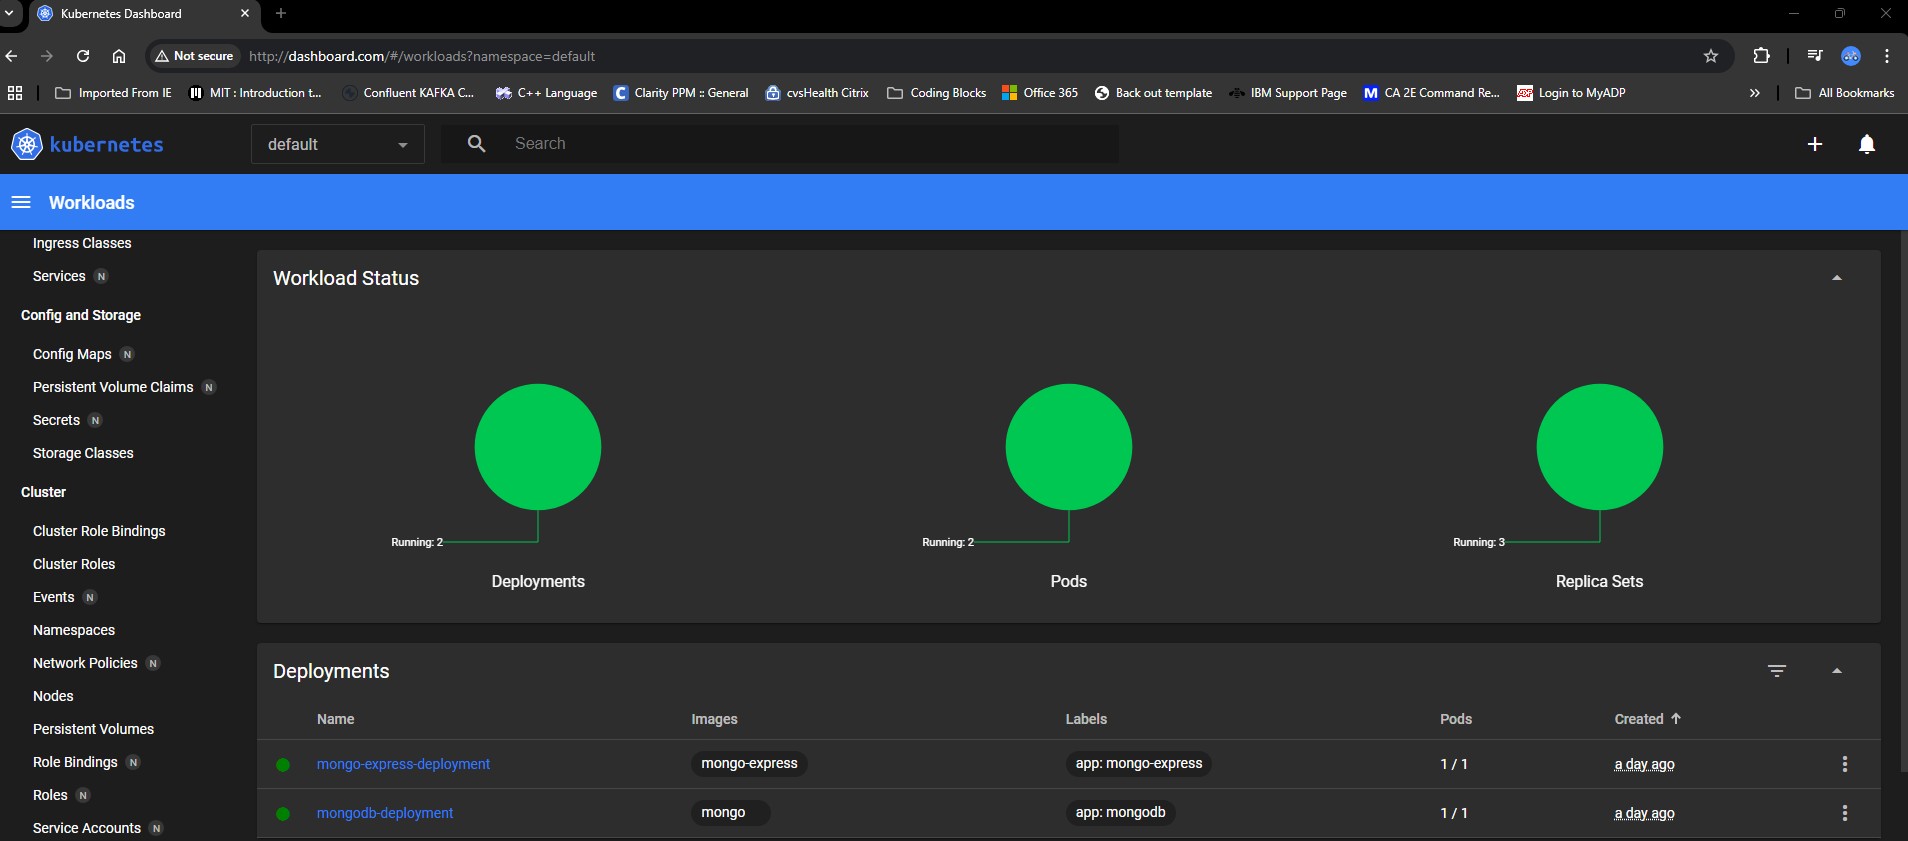 Kubernetes Dashboard
Not secure http://dashboard.com/#/workloads?namespace=default
Imported From IE MIT : Introduction t... Confluent KAFKA C... C++ Language Clarity PPM :: General cvsHealth Citrix Coding Blocks Office 365 Back out template IBM Support Page CA 2E Command Re... Login to MyADP All Bookmarks
kubernetes default Search
Workloads
Ingress Classes
Services N
Config and Storage
Config Maps N
Persistent Volume Claims N
Secrets N
Storage Classes
Cluster
Cluster Role Bindings
Cluster Roles
Events N
Namespaces
Network Policies N
Nodes
Persistent Volumes
Role Bindings N
Roles N
Service Accounts N
Workload Status
Running: 2 Running: 2 Running: 3
Deployments Pods Replica Sets
Deployments
Name Images Labels Pods Created
mongo-express-deployment mongo-express app: mongo-express 1 / 1 a day ago
mongodb-deployment mongo app: mongodb 1 / 1 a day ago